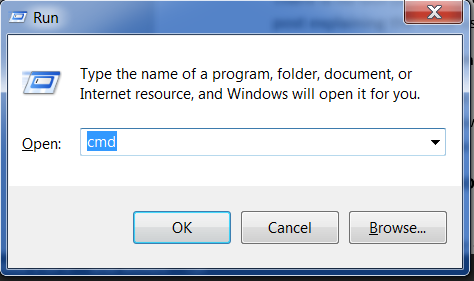 Run
Type the name of a program, folder, document, or
Internet resource, and Windows will open it for you.
Open: cmd
OK Cancel Browse...